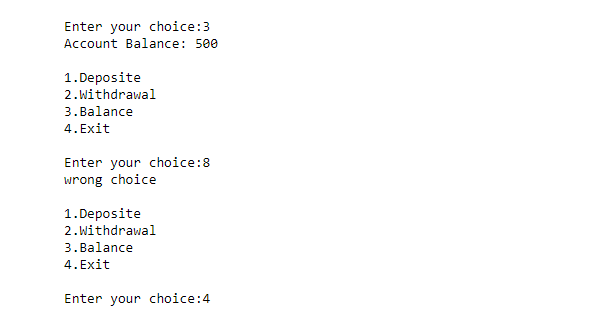 Enter your choice:3
Account Balance: 500
1.Deposite
2.Withdrawal
3.Balance
4.Exit
Enter your choice:8
wrong choice
1.Deposite
2.Withdrawal
3.Balance
4.Exit
Enter your choice:4